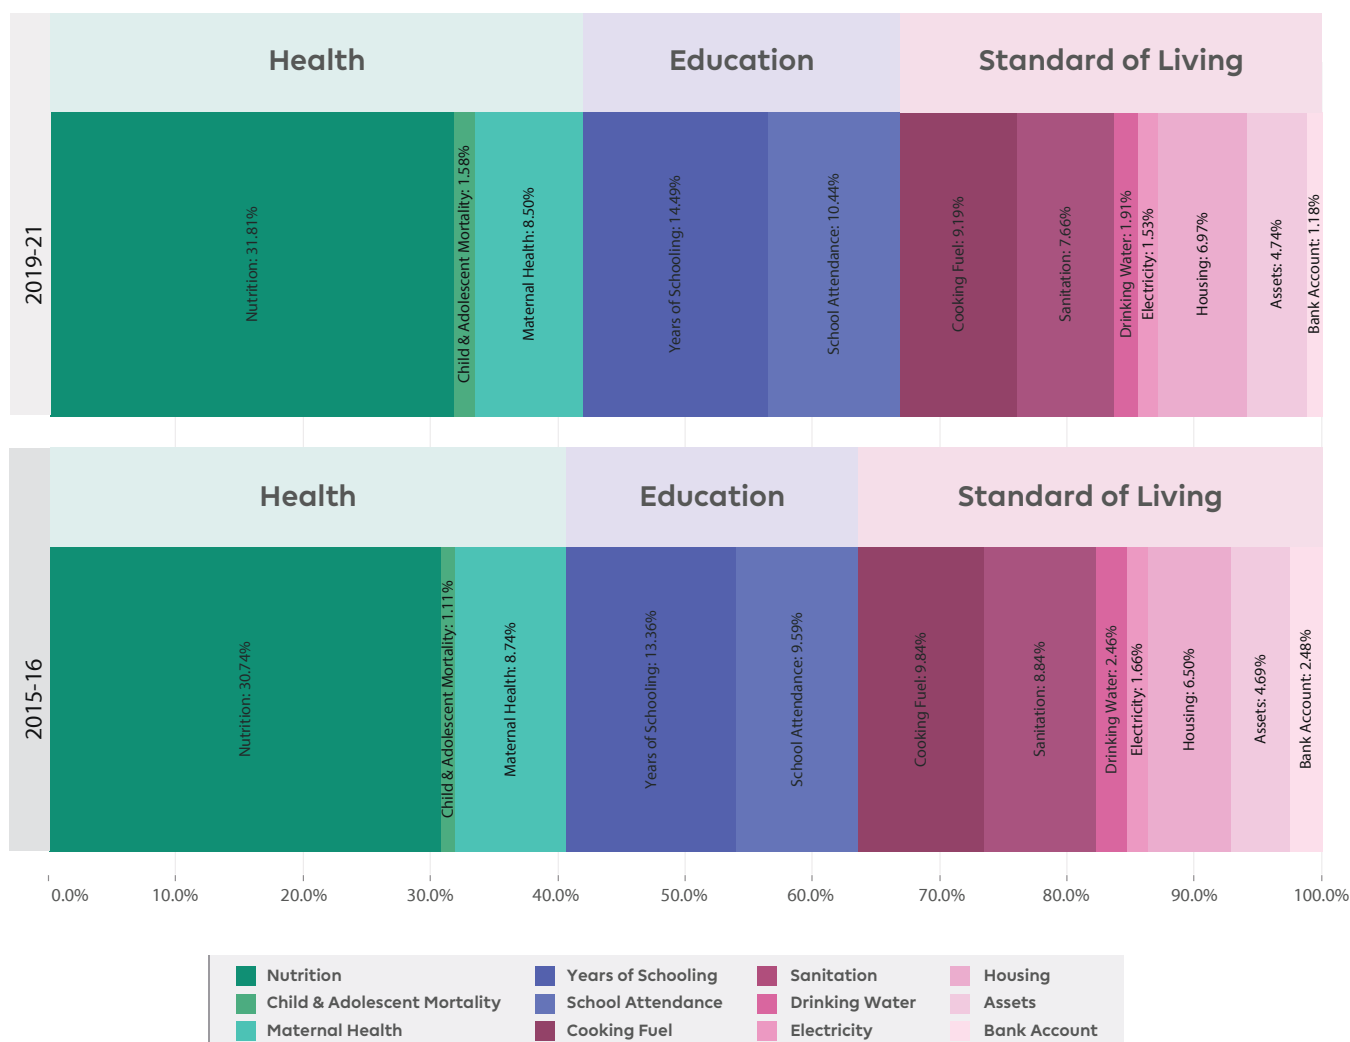 Health
Education
Standard of Living
2019-21
Nutrition: 31.81%
Child & Adolescent Mortality: 1.58%
Maternal Health: 8.50%
Years of Schooling: 14.49%
School Attendance: 10.44%
Cooking Fuel: 9.19%
Sanitation: 7.66%
Drinking Water: 1.91%
Electricity: 1.53%
Housing: 6.97%
Assets: 4.74%
Bank Account: 1.18%
Health
Education
Standard of Living
2015-16
Nutrition: 30.74%
Child & Adolescent Mortality: 1.11%
Maternal Health: 8.74%
Years of Schooling: 13.36%
School Attendance: 9.59%
Cooking Fuel: 9.84%
Sanitation: 8.84%
Drinking Water: 2.46%
Electricity: 1.66%
Housing: 6.50%
Assets: 4.69%
Bank Account: 2.48%
0.0% 10.0% 20.0% 30.0% 40.0% 50.0% 60.0% 70.0% 80.0% 90.0% 100.0%
Nutrition
Child & Adolescent Mortality
Maternal Health
Years of Schooling
School Attendance
Cooking Fuel
Sanitation
Drinking Water
Electricity
Housing
Assets
Bank Account